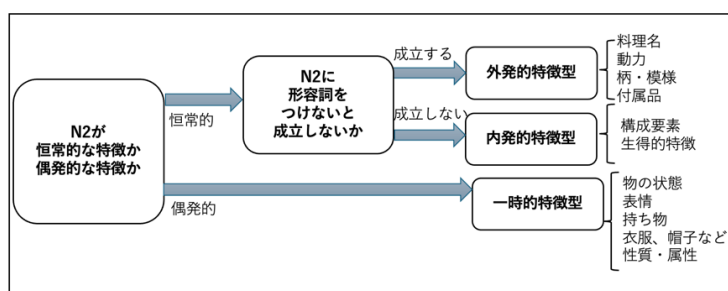 N2が
恒常的な特徴か
偶発的な特徴か
恒常的
偶発的
N2に
形容詞を
つけないと
成立しないか
成立する
成立しない
外発的特徴型
料理名
動力
柄・模様
付属品
内発的特徴型
構成要素
生得的特徴
一時的特徴型
物の状態
表情
持ち物
衣服、帽子など
性質・属性